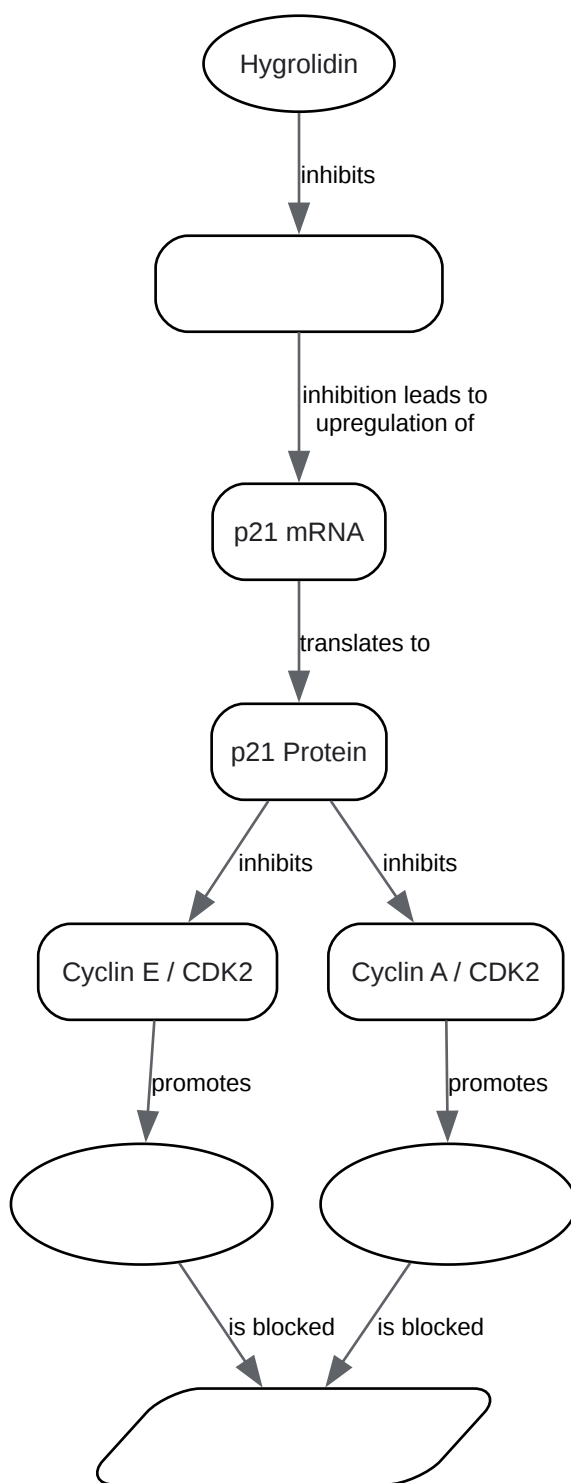 Hygrolidin
inhibits
inhibition leads to
upregulation of
p21 mRNA
translates to
p21 Protein
inhibits
inhibits
Cyclin E / CDK2
Cyclin A / CDK2
promotes
promotes
is blocked
is blocked